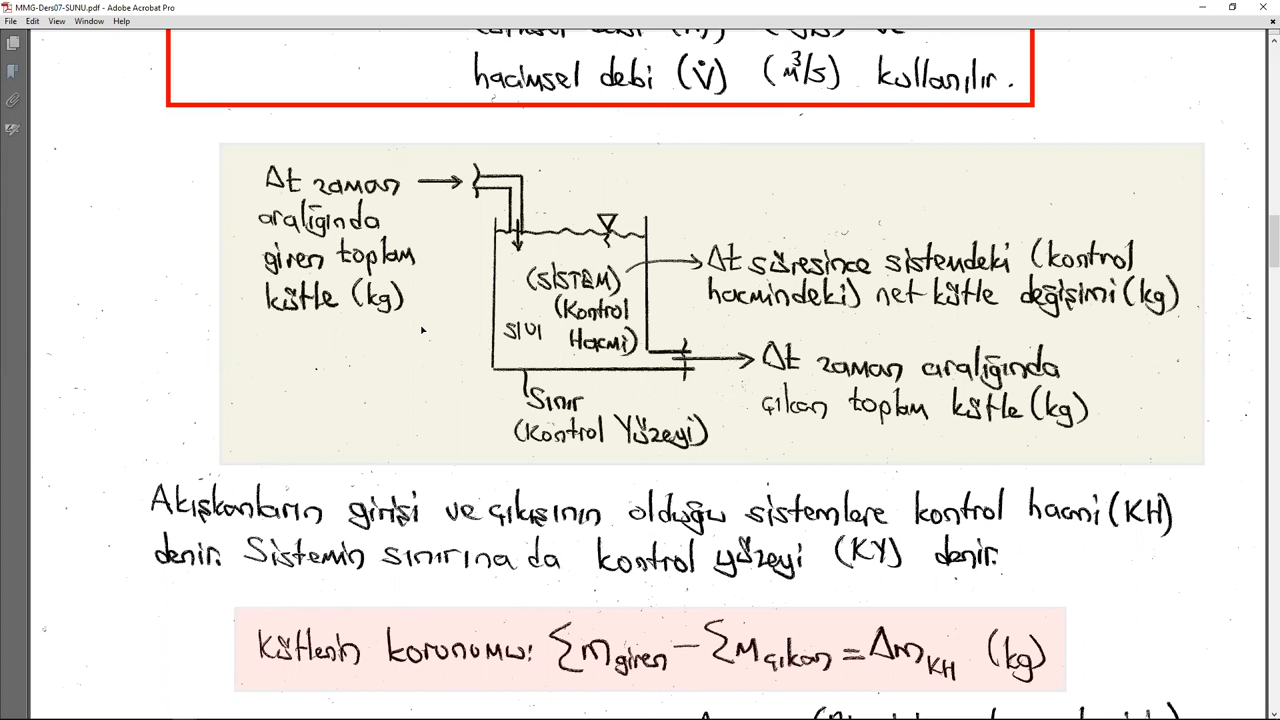 MMG-Ders07-SUNU.pdf - Adobe Acrobat Pro
File Edit View Window Help
hacimsel debi (V̇) (m³/s) kullanılır.
Δt zaman
aralığında
giren toplam
kütle (kg)
(SİSTEM)
(Kontrol
Hacmi)
SIVI
Δt süresince sistemdeki (kontrol
hacmindeki) net kütle değişimi (kg)
Δt zaman aralığında
çıkan toplam kütle (kg)
Sınır
(Kontrol Yüzeyi)
Akışkanların girişi ve çıkışının olduğu sistemlere kontrol hacmi (KH)
denir. Sistemin sınırına da kontrol yüzeyi (KY) denir.
Kütlenin korunumu: Σm giren - Σm çıkan = Δm KH (kg)